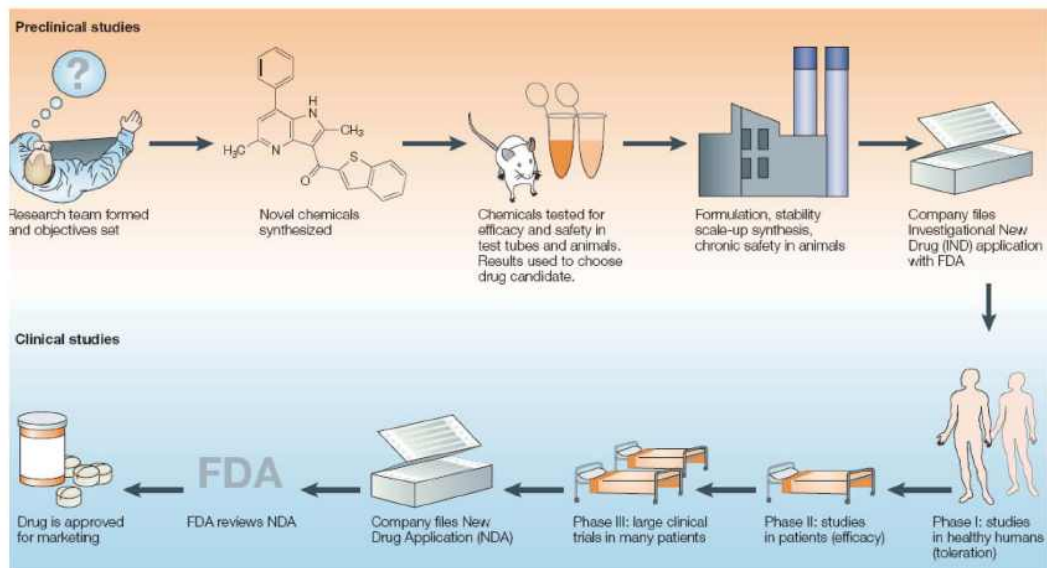 Preclinical studies
?
N
H
CH3
H3C
N
S
O
Research team formed
and objectives set
Novel chemicals
synthesized
Chemicals tested for
efficacy and safety in
test tubes and animals.
Results used to choose
drug candidate.
Formulation, stability
scale-up synthesis,
chronic safety in animals
Company files
Investigational New
Drug (IND) application
with FDA
Clinical studies
FDA
Drug is approved
for marketing
FDA reviews NDA
Company files New
Drug Application (NDA)
Phase III: large clinical
trials in many patients
Phase II: studies
in patients (efficacy)
Phase I: studies
in healthy humans
(toleration)